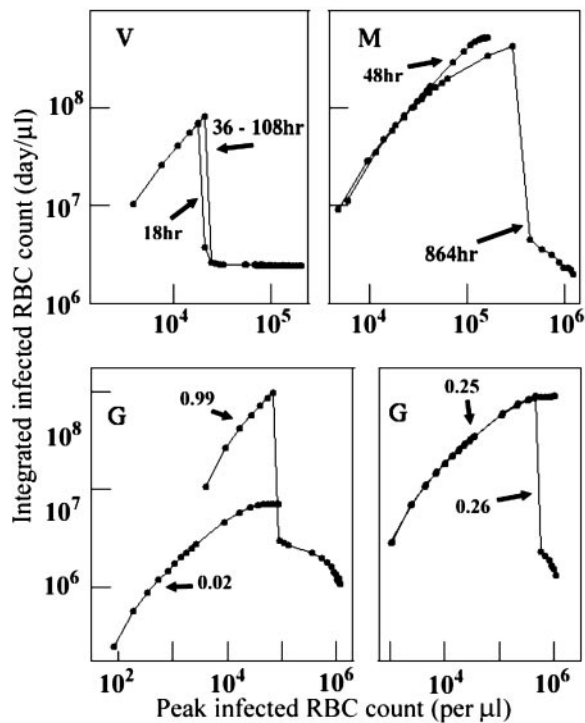 V
M
10⁸
10⁷
10⁶
36 - 108hr
18hr
10⁴
10⁵
48hr
864hr
10⁴
10⁵
10⁶
Integrated infected RBC count (day/µl)
G
0.99
10⁸
10⁷
10⁶
0.02
10²
10⁴
10⁶
G
0.25
0.26
10⁴
10⁶
Peak infected RBC count (per µl)